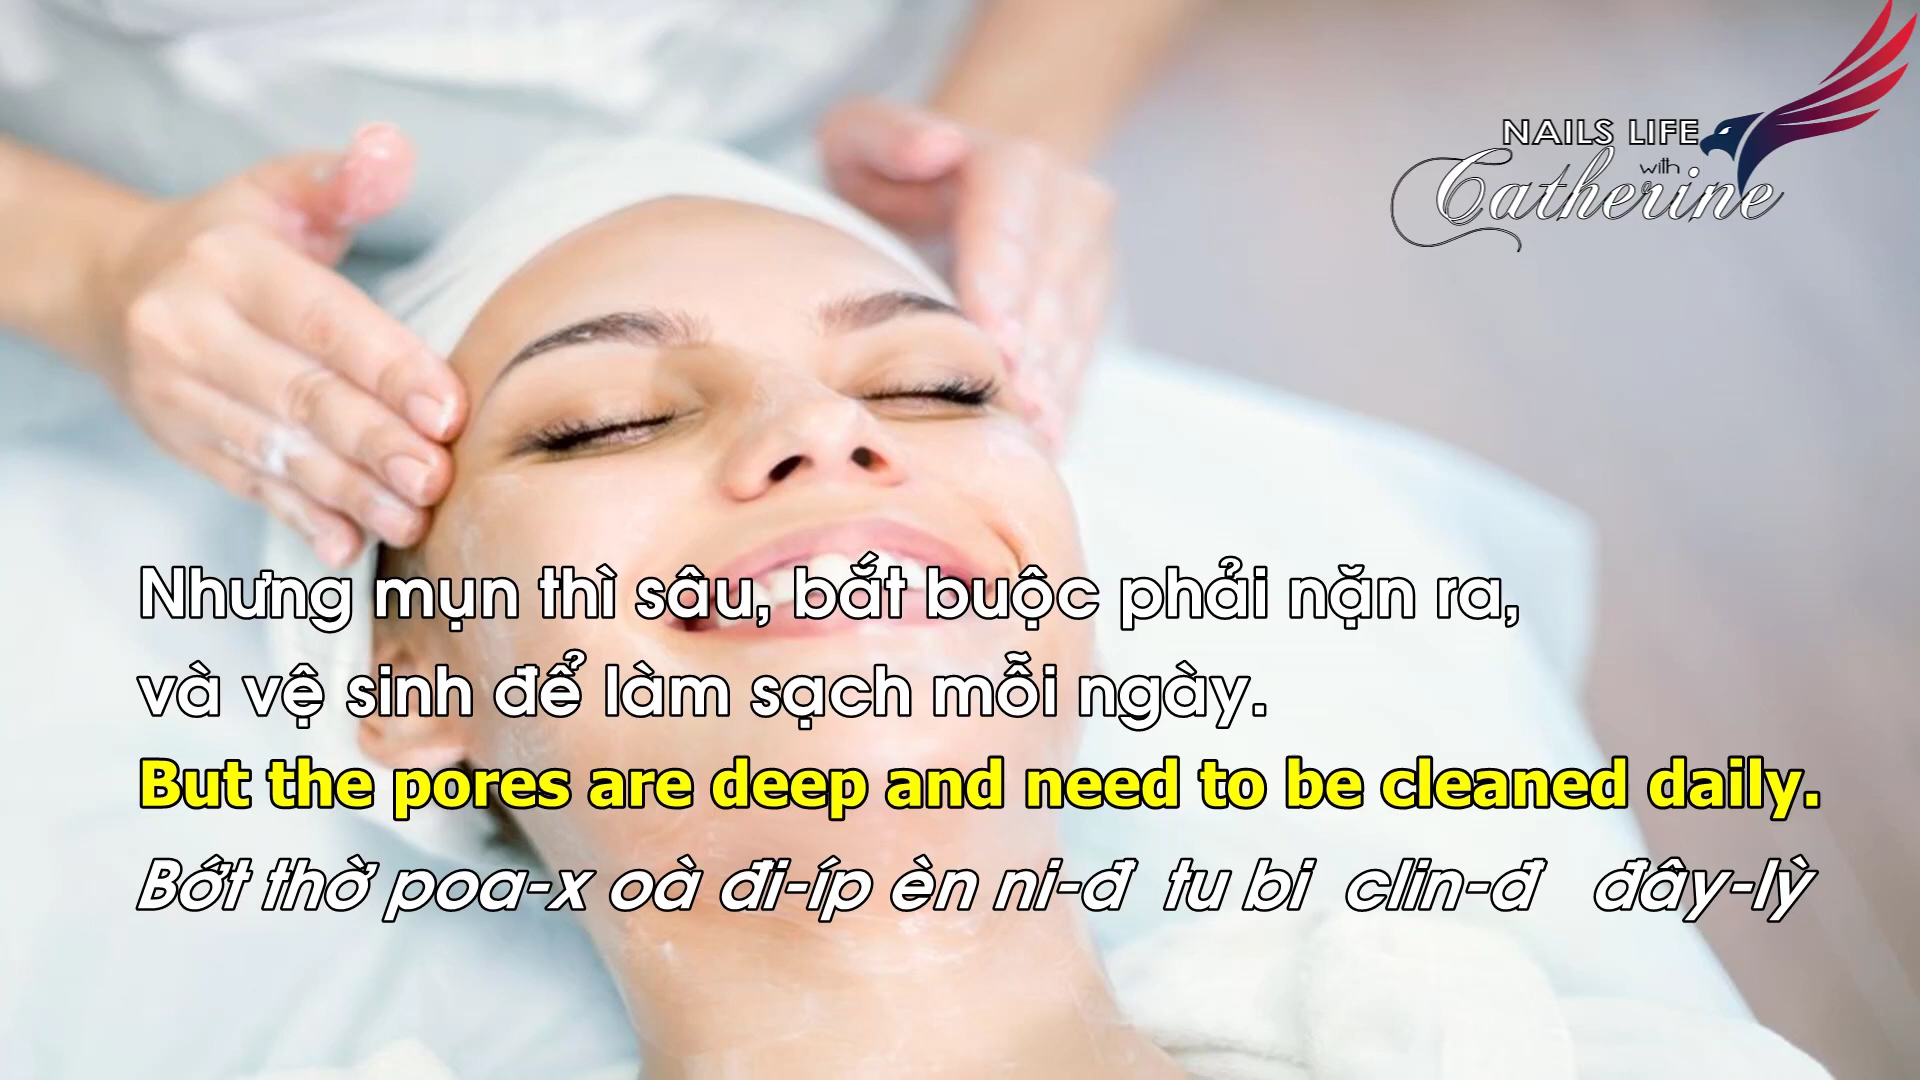 NAILS LIFE
with
Catherine
Nhưng mụn thì sâu, bắt buộc phải nặn ra,
và vệ sinh để làm sạch mỗi ngày.
But the pores are deep and need to be cleaned daily.
Bớt thờ poa-x oà đi-íp èn ni-đ tu bi clin-đ đây-lỳ